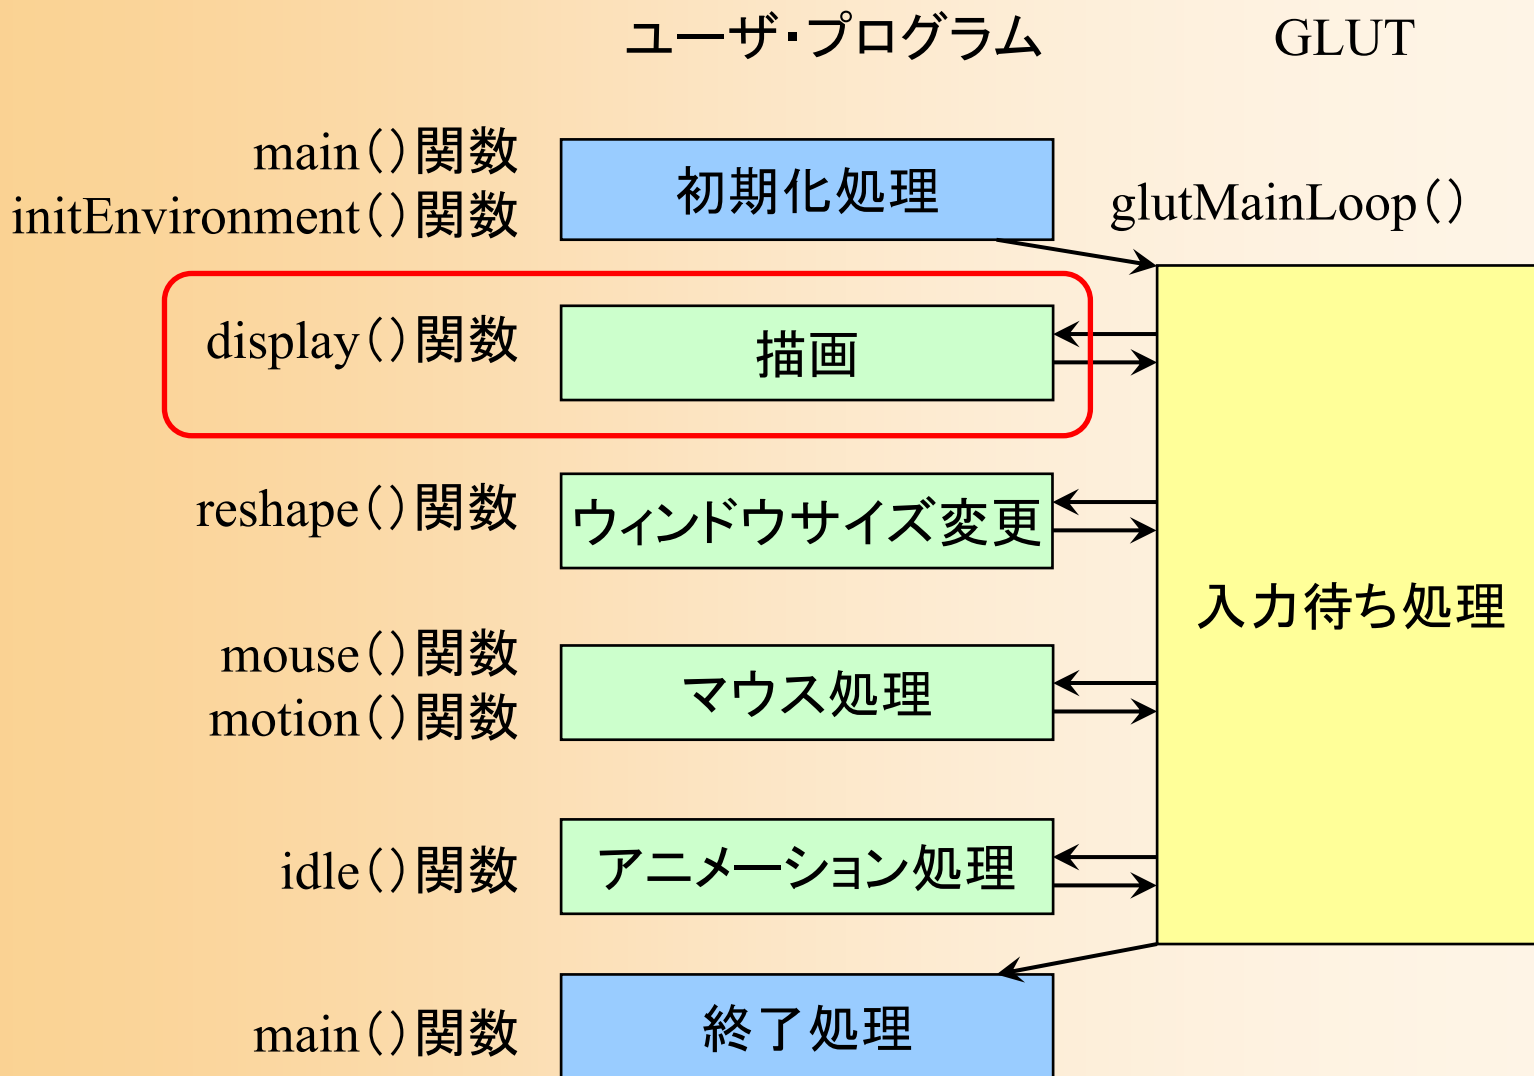 ユーザ・プログラム
GLUT
main()関数
initEnvironment()関数
初期化処理
glutMainLoop()
display()関数
描画
reshape()関数
ウィンドウサイズ変更
入力待ち処理
mouse()関数
motion()関数
マウス処理
idle()関数
アニメーション処理
main()関数
終了処理